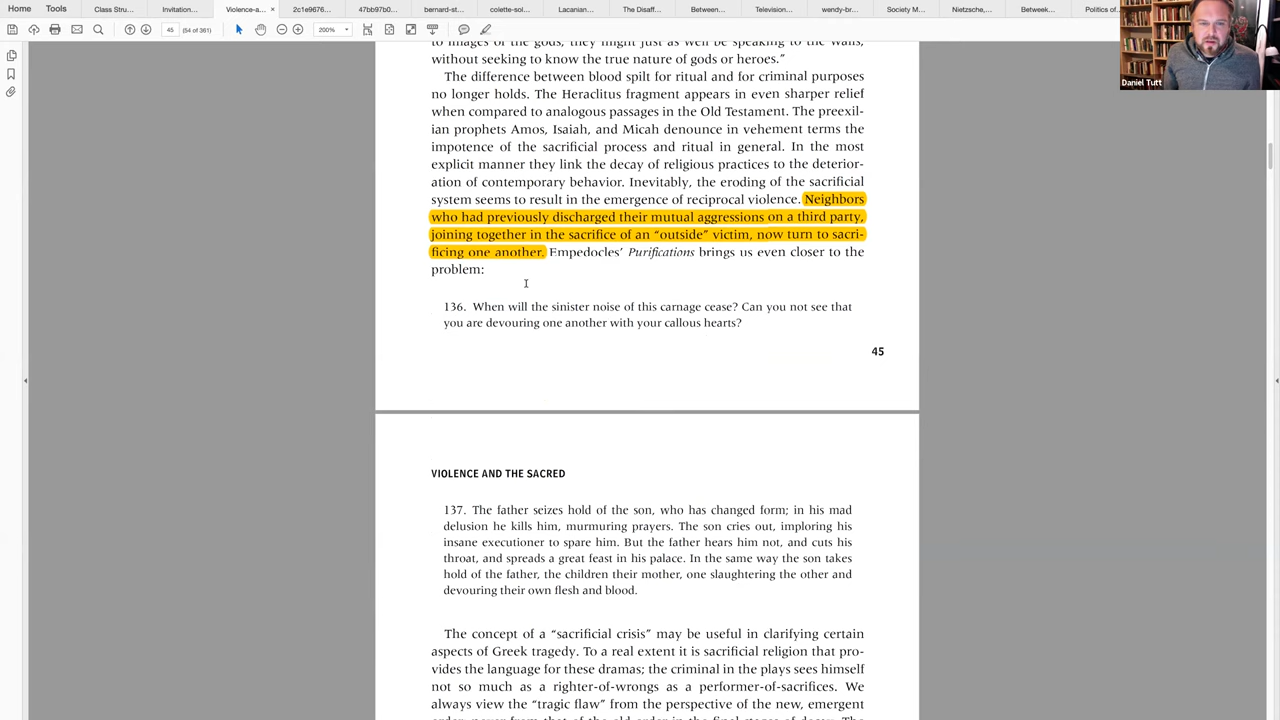 Home Tools Class Stru... Invitation... Violence-a... × 2c1e9676... 47bb97b0... bernard-st... colette-sol... Lacanian... The Disaff... Between... Television... wendy-br... Society M... Nietzsche,... Betweek... Politics of...
45 (54 of 361) 200%
Daniel Tutt
to images of the gods, they might just as well be speaking to the walls,
without seeking to know the true nature of gods or heroes.”
The difference between blood spilt for ritual and for criminal purposes
no longer holds. The Heraclitus fragment appears in even sharper relief
when compared to analogous passages in the Old Testament. The preexil-
ian prophets Amos, Isaiah, and Micah denounce in vehement terms the
impotence of the sacrificial process and ritual in general. In the most
explicit manner they link the decay of religious practices to the deterior-
ation of contemporary behavior. Inevitably, the eroding of the sacrificial
system seems to result in the emergence of reciprocal violence. Neighbors
who had previously discharged their mutual aggressions on a third party,
joining together in the sacrifice of an “outside” victim, now turn to sacri-
ficing one another. Empedocles’ Purifications brings us even closer to the
problem:
136. When will the sinister noise of this carnage cease? Can you not see that
you are devouring one another with your callous hearts?
45
VIOLENCE AND THE SACRED
137. The father seizes hold of the son, who has changed form; in his mad
delusion he kills him, murmuring prayers. The son cries out, imploring his
insane executioner to spare him. But the father hears him not, and cuts his
throat, and spreads a great feast in his palace. In the same way the son takes
hold of the father, the children their mother, one slaughtering the other and
devouring their own flesh and blood.
The concept of a “sacrificial crisis” may be useful in clarifying certain
aspects of Greek tragedy. To a real extent it is sacrificial religion that pro-
vides the language for these dramas; the criminal in the plays sees himself
not so much as a righter-of-wrongs as a performer-of-sacrifices. We
always view the “tragic flaw” from the perspective of the new, emergent